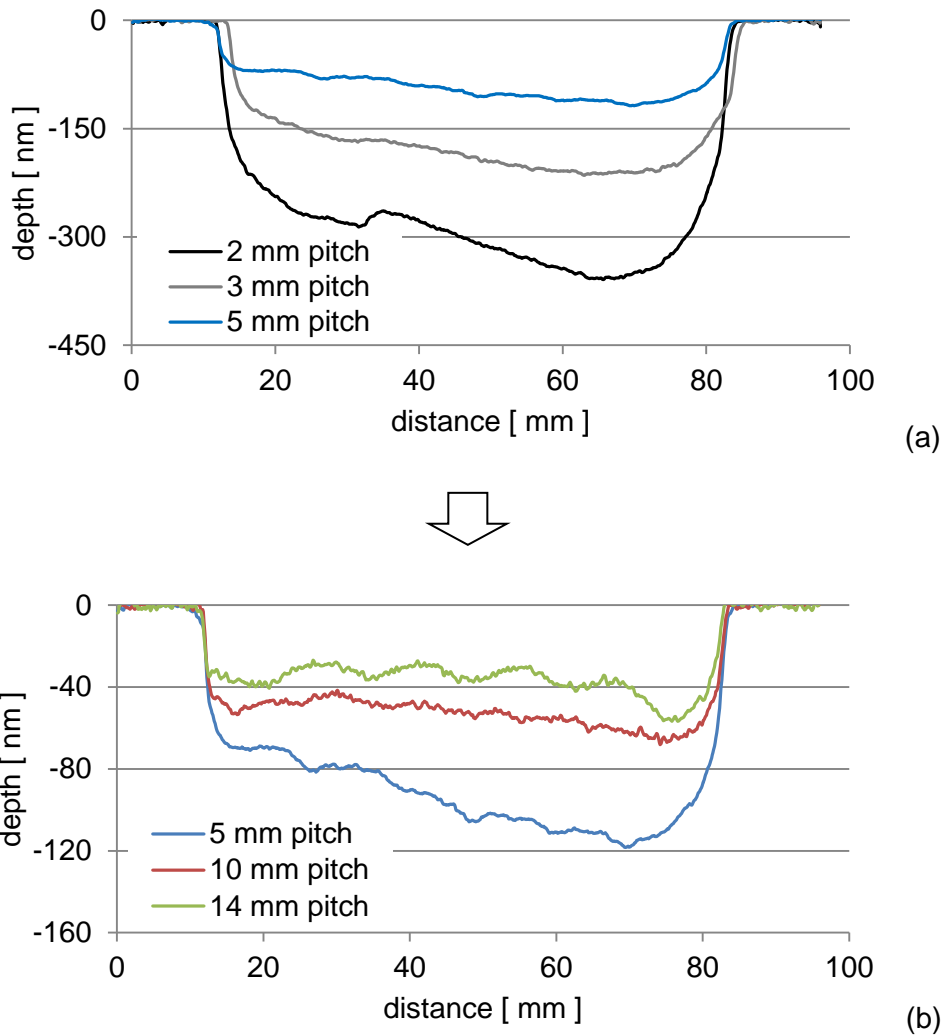 0
-150
-300
-450
depth [ nm ]
2 mm pitch
3 mm pitch
5 mm pitch
0 20 40 60 80 100
distance [ mm ]
(a)
0
-40
-80
-120
-160
depth [ nm]
5 mm pitch
10 mm pitch
14 mm pitch
0 20 40 60 80 100
distance [ mm ]
(b)